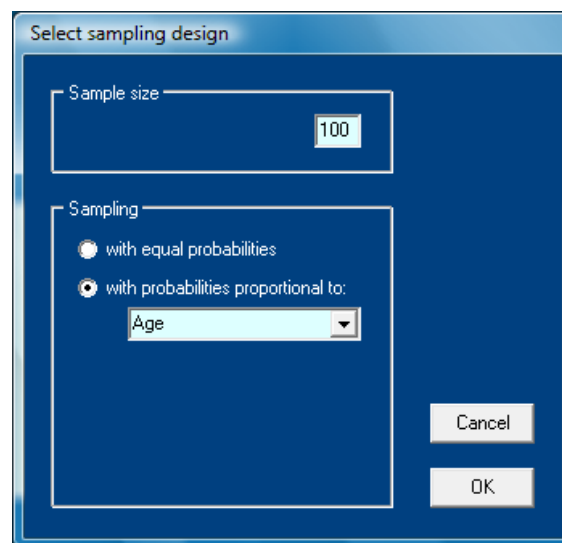 Select sampling design
Sample size
100
Sampling
with equal probabilities
with probabilities proportional to:
Age
Cancel
OK